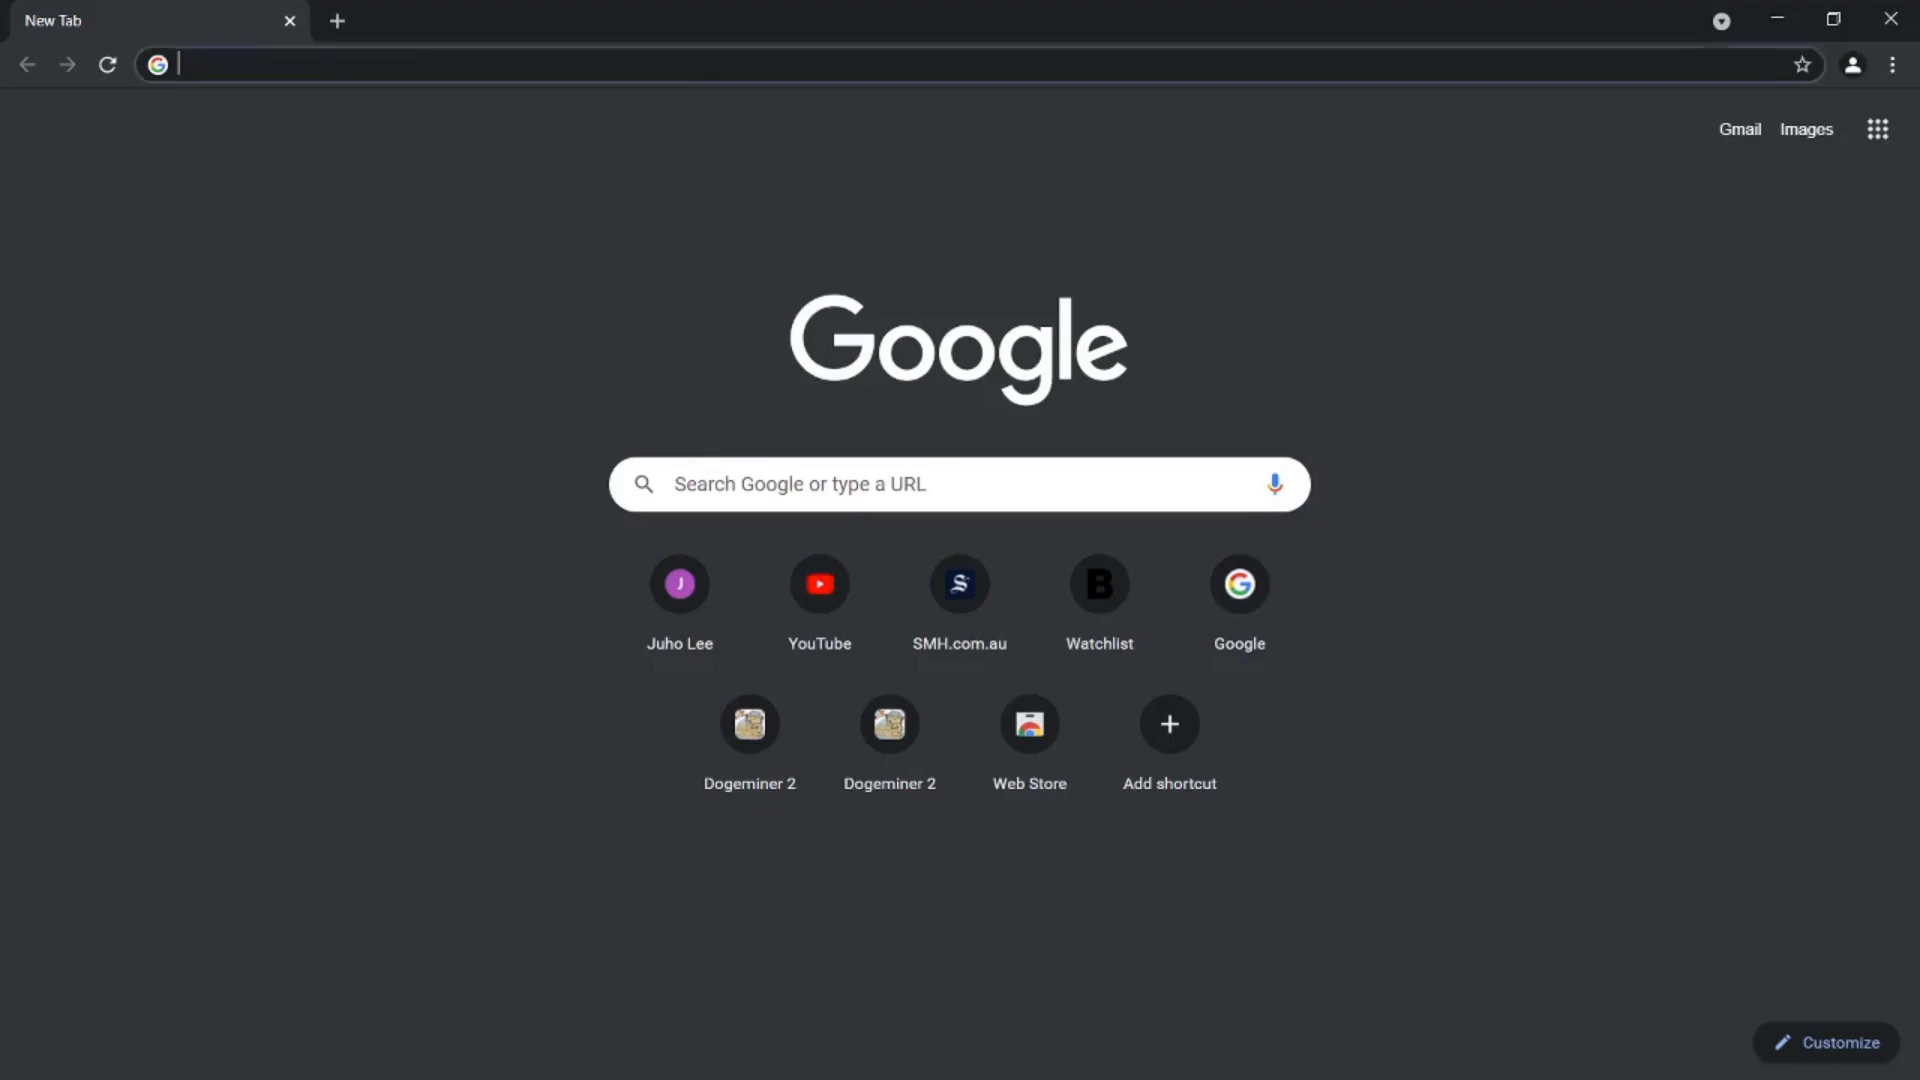 New Tab
Gmail Images
Google
Search Google or type a URL
J
S
B
G
Juho Lee
YouTube
SMH.com.au
Watchlist
Google
Dogeminer 2
Dogeminer 2
Web Store
Add shortcut
Customize